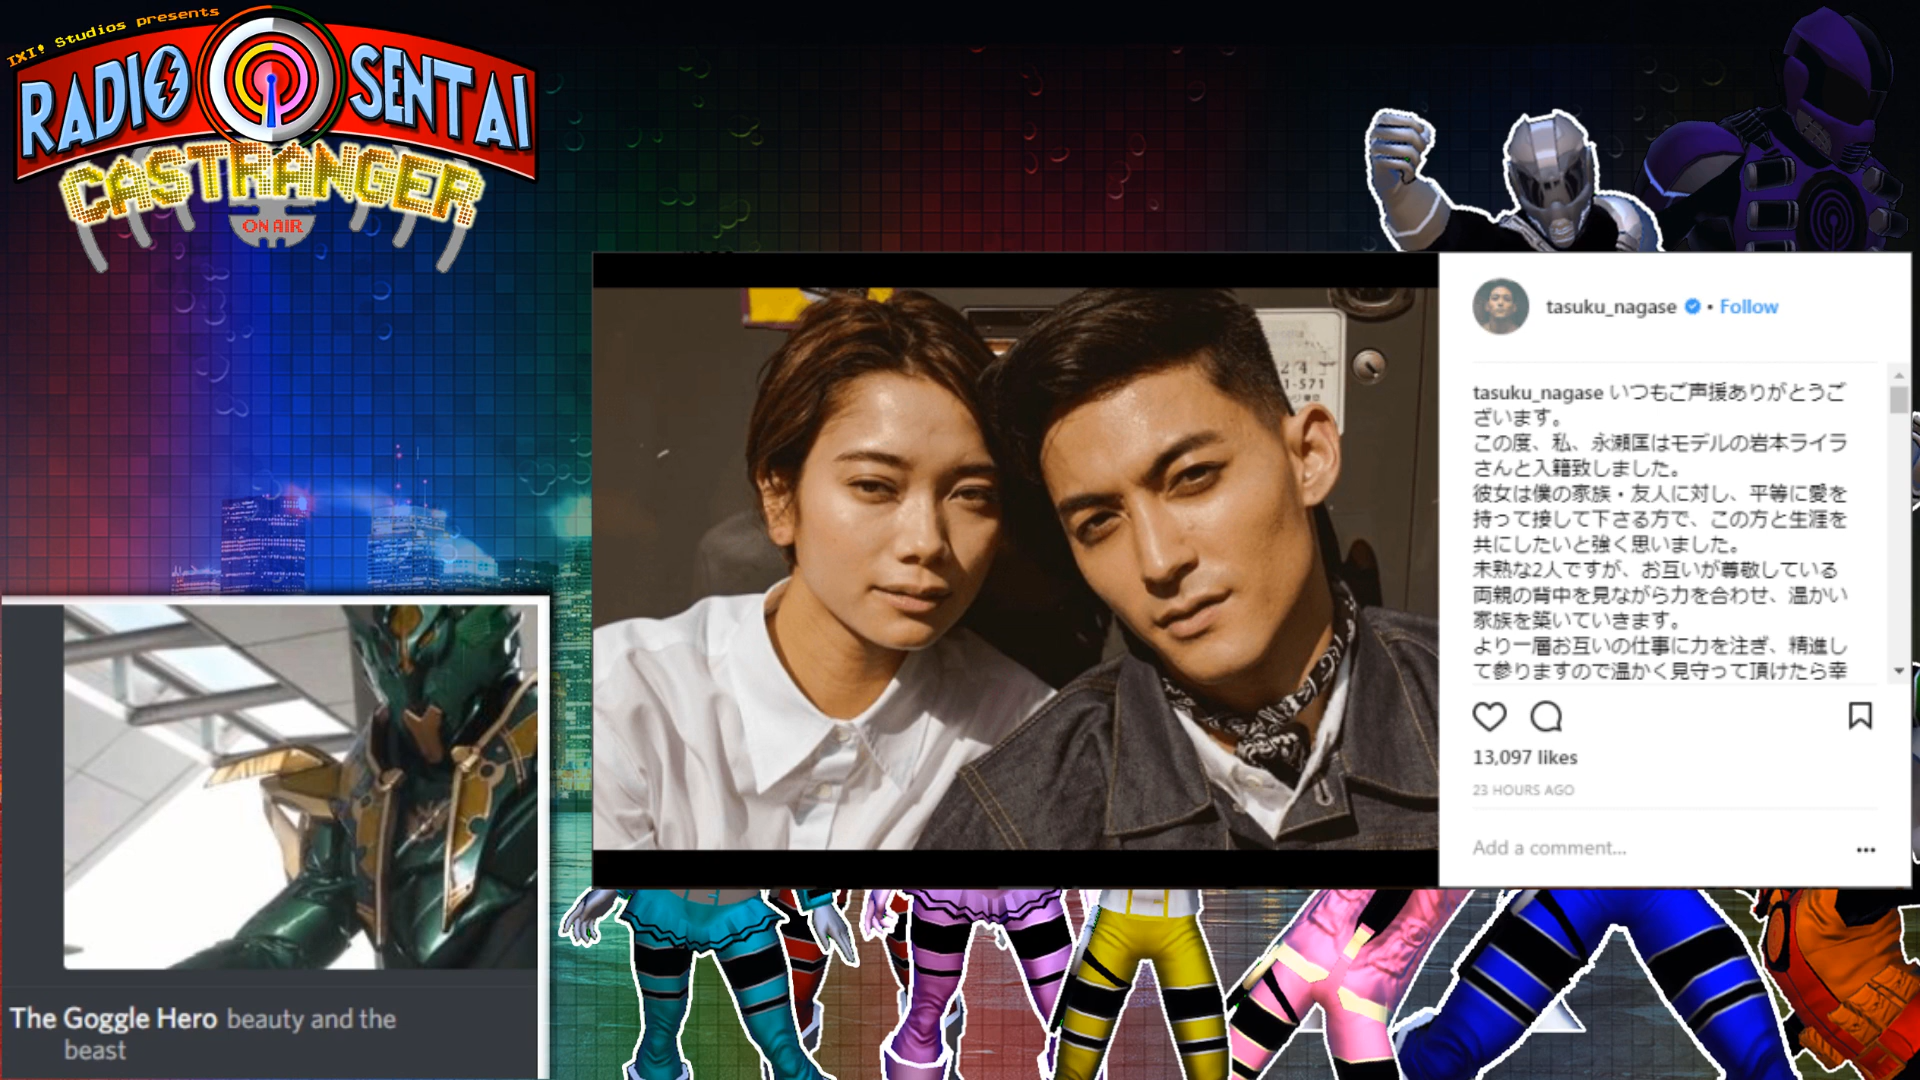 IXI! Studios presents
RADIO SENTAI
CASTRANGER
ON AIR
tasuku_nagase • Follow
tasuku_nagase いつもご声援ありがとうご
ざいます。
この度、私、永瀬匡はモデルの岩本ライラ
さんと入籍致しました。
彼女は僕の家族・友人に対し、平等に愛を
持って接して下さる方で、この方と生涯を
共にしたいと強く思いました。
未熟な2人ですが、お互いが尊敬している
両親の背中を見ながら力を合わせ、温かい
家族を築いていきます。
より一層お互いの仕事に力を注ぎ、精進し
て参りますので温かく見守って頂けたら幸
13,097 likes
23 HOURS AGO
Add a comment...
The Goggle Hero beauty and the
beast